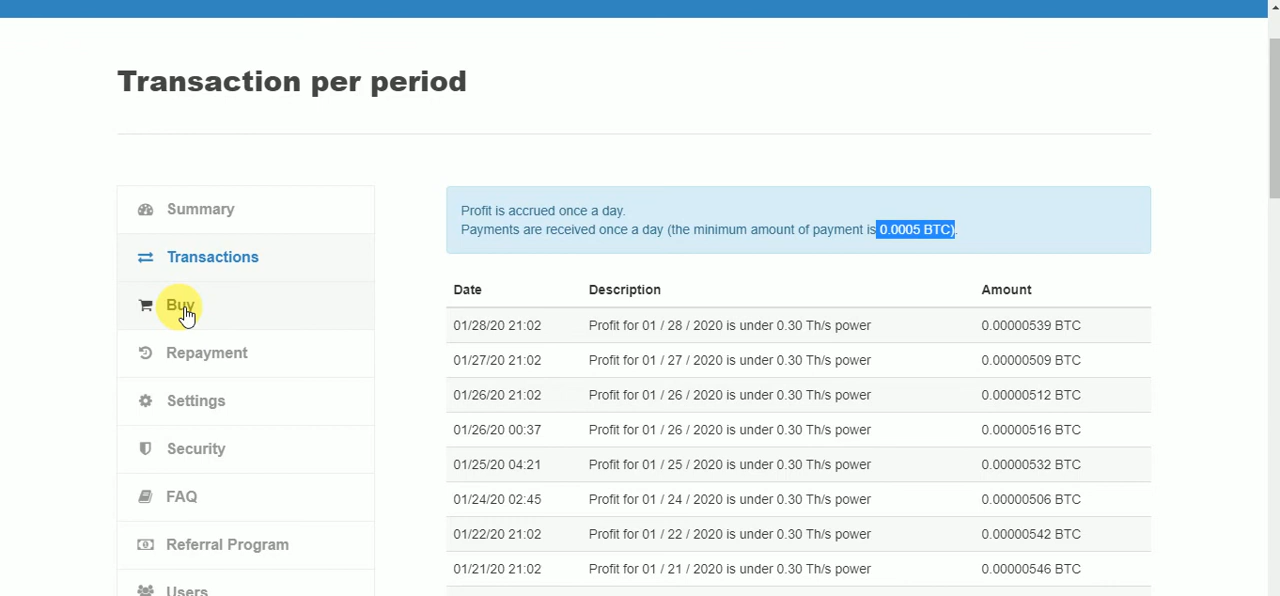 Transaction per period
Summary
Transactions
Buy
Repayment
Settings
Security
FAQ
Referral Program
Users
Profit is accrued once a day.
Payments are received once a day (the minimum amount of payment is 0.0005 BTC).
Date Description Amount
01/28/20 21:02 Profit for 01 / 28 / 2020 is under 0.30 Th/s power 0.00000539 BTC
01/27/20 21:02 Profit for 01 / 27 / 2020 is under 0.30 Th/s power 0.00000509 BTC
01/26/20 21:02 Profit for 01 / 26 / 2020 is under 0.30 Th/s power 0.00000512 BTC
01/26/20 00:37 Profit for 01 / 26 / 2020 is under 0.30 Th/s power 0.00000516 BTC
01/25/20 04:21 Profit for 01 / 25 / 2020 is under 0.30 Th/s power 0.00000532 BTC
01/24/20 02:45 Profit for 01 / 24 / 2020 is under 0.30 Th/s power 0.00000506 BTC
01/22/20 21:02 Profit for 01 / 22 / 2020 is under 0.30 Th/s power 0.00000542 BTC
01/21/20 21:02 Profit for 01 / 21 / 2020 is under 0.30 Th/s power 0.00000546 BTC